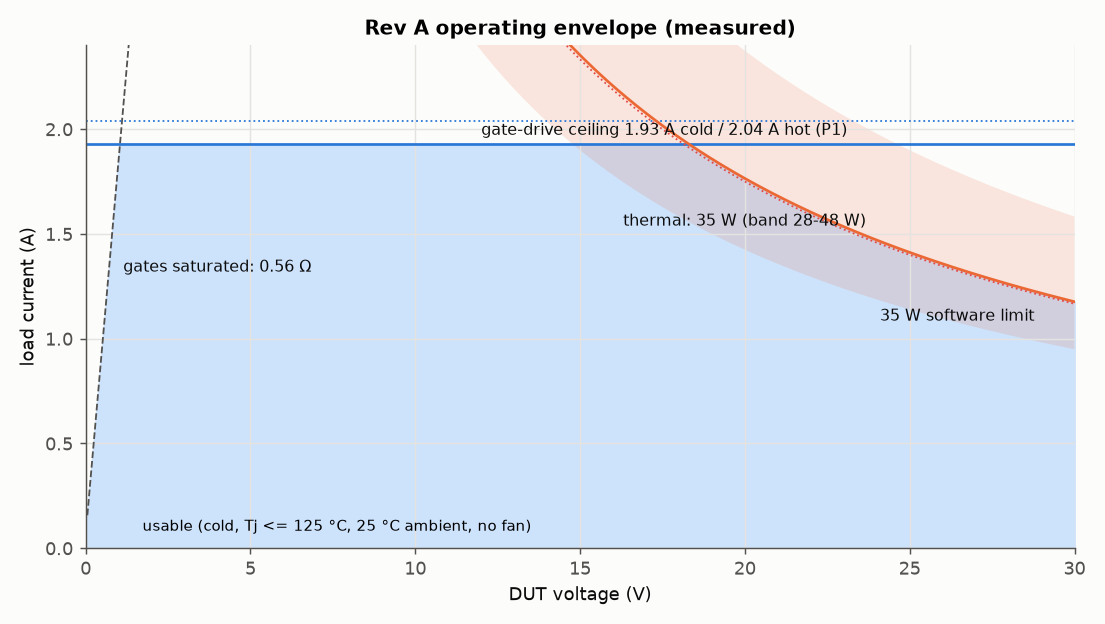 Rev A operating envelope (measured)
load current (A)
2.0
1.5
1.0
0.5
0.0
gate-drive ceiling 1.93 A cold / 2.04 A hot (P1)
thermal: 35 W (band 28-48 W)
gates saturated: 0.56 Ω
35 W software limit
usable (cold, Tj <= 125 °C, 25 °C ambient, no fan)
0 5 10 15 20 25 30
DUT voltage (V)